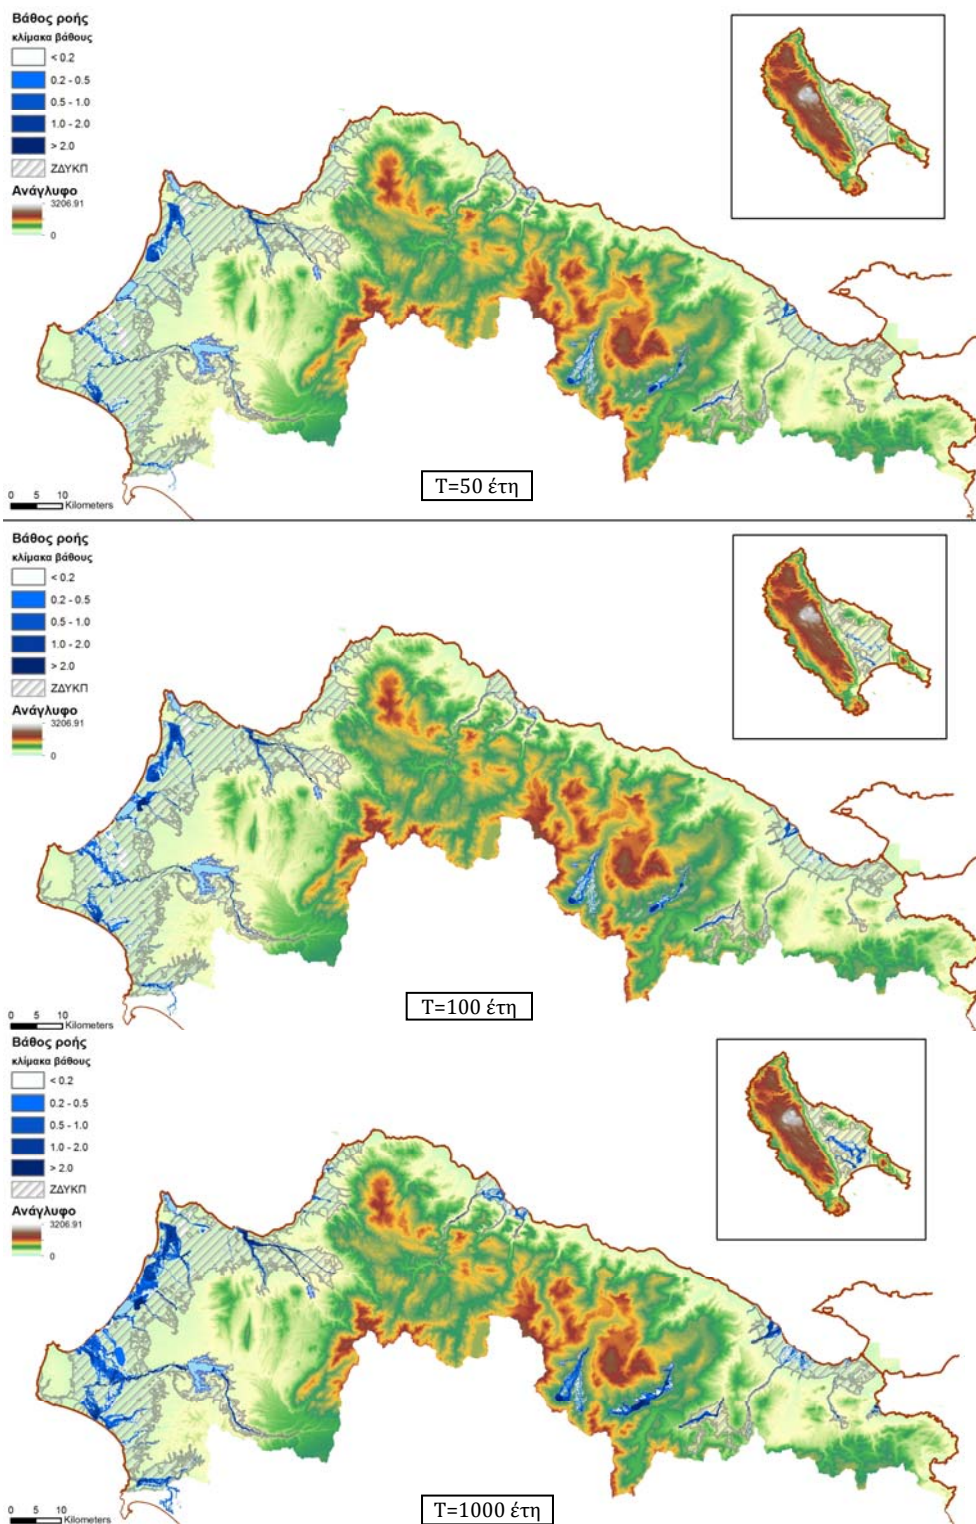 Βάθος ροής
κλίμακα βάθους
< 0.2
0.2 - 0.5
0.5 - 1.0
1.0 - 2.0
> 2.0
ΖΔΥΚΠ
Ανάγλυφο
3206.91
0
0 5 10
Kilometers
T=50 έτη
Βάθος ροής
κλίμακα βάθους
< 0.2
0.2 - 0.5
0.5 - 1.0
1.0 - 2.0
> 2.0
ΖΔΥΚΠ
Ανάγλυφο
3206.91
0
0 5 10
Kilometers
T=100 έτη
Βάθος ροής
κλίμακα βάθους
< 0.2
0.2 - 0.5
0.5 - 1.0
1.0 - 2.0
> 2.0
ΖΔΥΚΠ
Ανάγλυφο
3206.91
0
0 5 10
Kilometers
T=1000 έτη